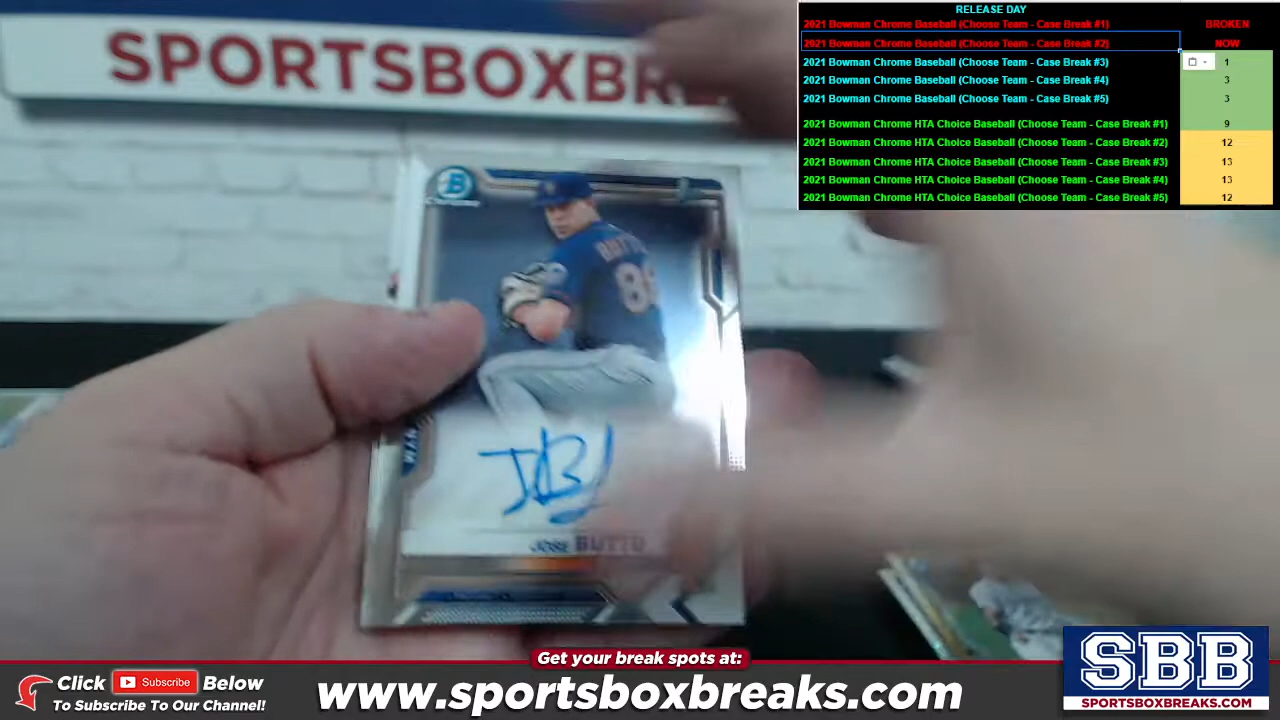 SPORTSBOXBRE
RELEASE DAY
2021 Bowman Chrome Baseball (Choose Team - Case Break #1) BROKEN
2021 Bowman Chrome Baseball (Choose Team - Case Break #2) NOW
2021 Bowman Chrome Baseball (Choose Team - Case Break #3) 1
2021 Bowman Chrome Baseball (Choose Team - Case Break #4) 3
2021 Bowman Chrome Baseball (Choose Team - Case Break #5) 3
2021 Bowman Chrome HTA Choice Baseball (Choose Team - Case Break #1) 9
2021 Bowman Chrome HTA Choice Baseball (Choose Team - Case Break #2) 12
2021 Bowman Chrome HTA Choice Baseball (Choose Team - Case Break #3) 13
2021 Bowman Chrome HTA Choice Baseball (Choose Team - Case Break #4) 13
2021 Bowman Chrome HTA Choice Baseball (Choose Team - Case Break #5) 12
B
JOSE BUTTO
Get your break spots at:
Click Subscribe Below
To Subscribe To Our Channel!
www.sportsboxbreaks.com
SBB
SPORTSBOXBREAKS.COM